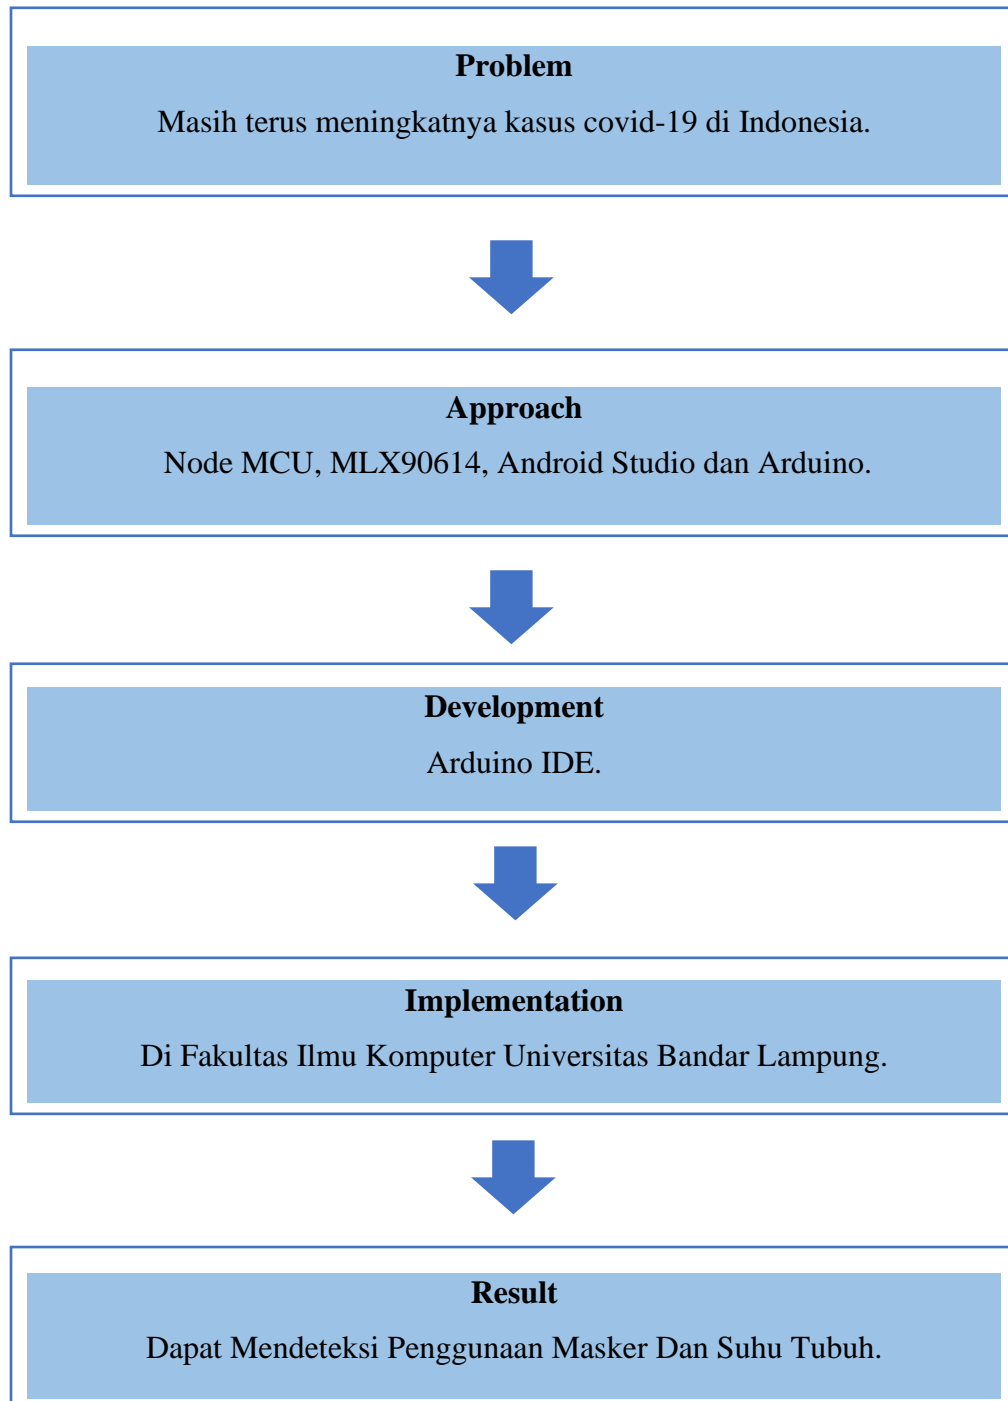 Problem
Masih terus meningkatnya kasus covid-19 di Indonesia.
Approach
Node MCU, MLX90614, Android Studio dan Arduino.
Development
Arduino IDE.
Implementation
Di Fakultas Ilmu Komputer Universitas Bandar Lampung.
Result
Dapat Mendeteksi Penggunaan Masker Dan Suhu Tubuh.